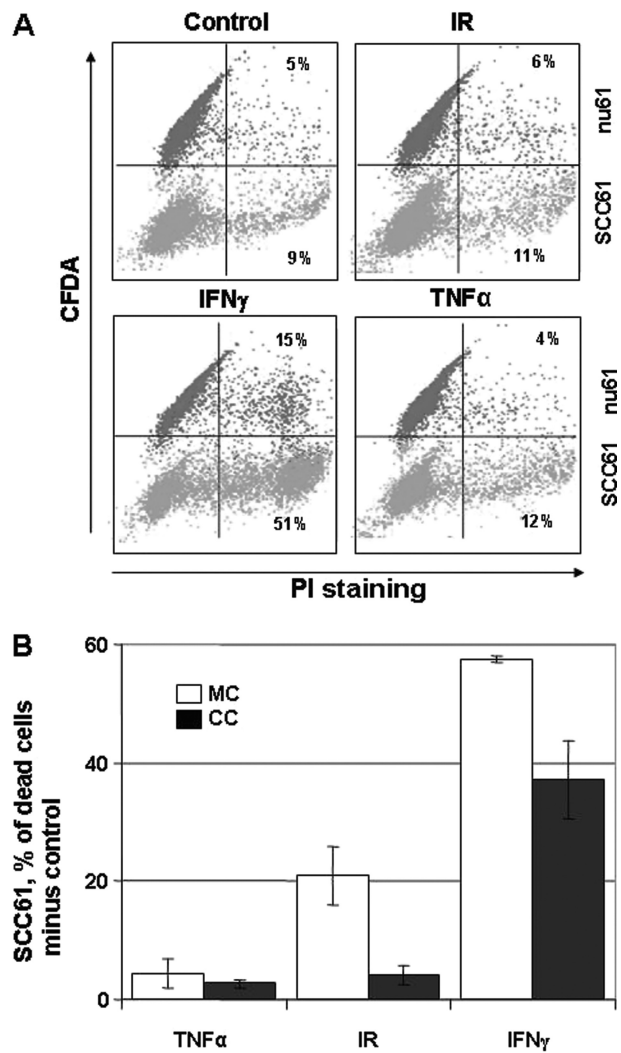 A
Control
IR
5%
6%
nu61
9%
11%
SCC61
IFNγ
TNFα
15%
4%
nu61
51%
12%
SCC61
CFDA
PI staining
B
SCC61, % of dead cells
minus control
60
40
20
0
MC
CC
TNFα
IR
IFNγ